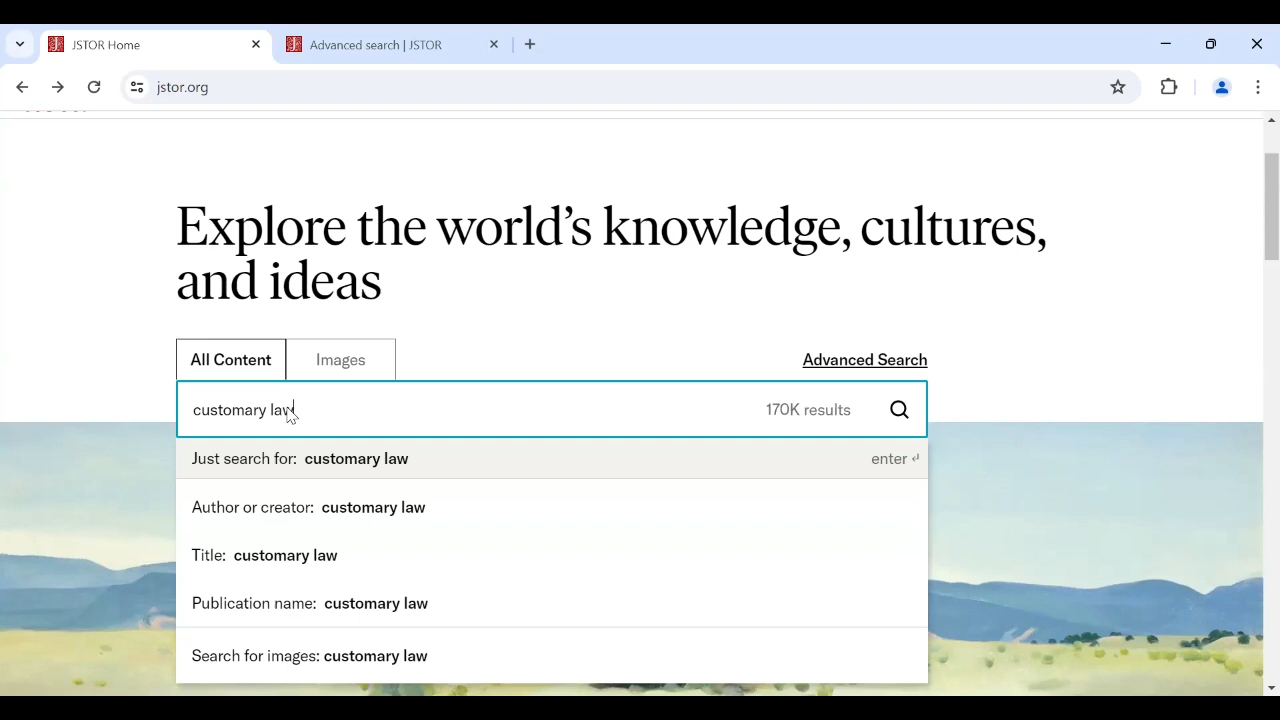 JSTOR Home
Advanced search | JSTOR
jstor.org
Explore the world's knowledge, cultures,
and ideas
All Content
Images
Advanced Search
customary law
170K results
Just search for: customary law
enter ↵
Author or creator: customary law
Title: customary law
Publication name: customary law
Search for images: customary law